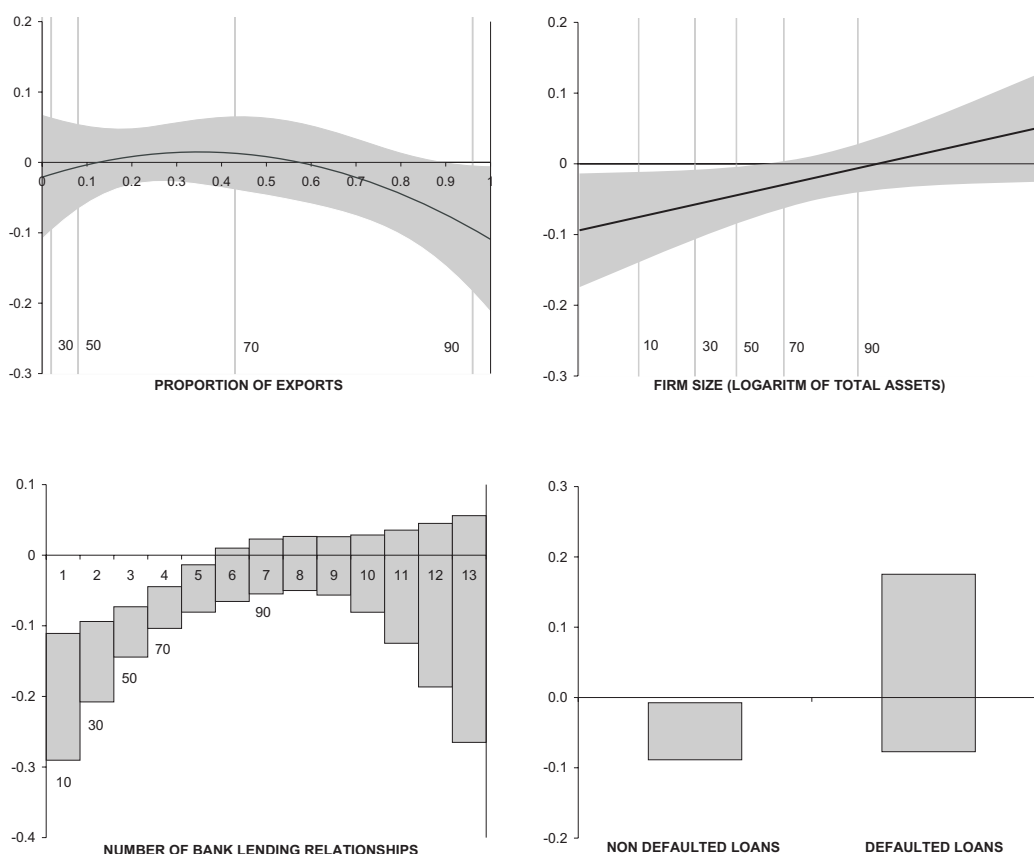 0.2
0.1
0
-0.1
-0.2
-0.3
0 0.1 0.2 0.3 0.4 0.5 0.6 0.7 0.8 0.9 1
30 50 70 90
PROPORTION OF EXPORTS
0.2
0.1
0
-0.1
-0.2
-0.3
10 30 50 70 90
FIRM SIZE (LOGARITM OF TOTAL ASSETS)
0.1
0
-0.1
-0.2
-0.3
-0.4
1 2 3 4 5 6 7 8 9 10 11 12 13
10 30 50 70 90
NUMBER OF BANK LENDING RELATIONSHIPS
0.3
0.2
0.1
0.0
-0.1
-0.2
NON DEFAULTED LOANS DEFAULTED LOANS